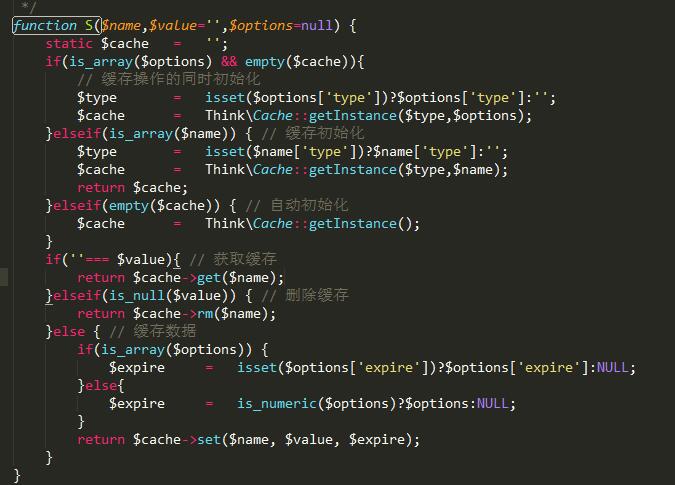 */
function S($name,$value='',$options=null) {
    static $cache   =   '';
    if(is_array($options) && empty($cache)){
        // 缓存操作的同时初始化
        $type       =   isset($options['type'])?$options['type']:'';
        $cache      =   Think\Cache::getInstance($type,$options);
    }elseif(is_array($name)) { // 缓存初始化
        $type       =   isset($name['type'])?$name['type']:'';
        $cache      =   Think\Cache::getInstance($type,$name);
        return $cache;
    }elseif(empty($cache)) { // 自动初始化
        $cache      =   Think\Cache::getInstance();
    }
    if(''=== $value){ // 获取缓存
        return $cache->get($name);
    }elseif(is_null($value)) { // 删除缓存
        return $cache->rm($name);
    }else { // 缓存数据
        if(is_array($options)) {
            $expire     =   isset($options['expire'])?$options['expire']:NULL;
        }else{
            $expire     =   is_numeric($options)?$options:NULL;
        }
        return $cache->set($name, $value, $expire);
    }
}